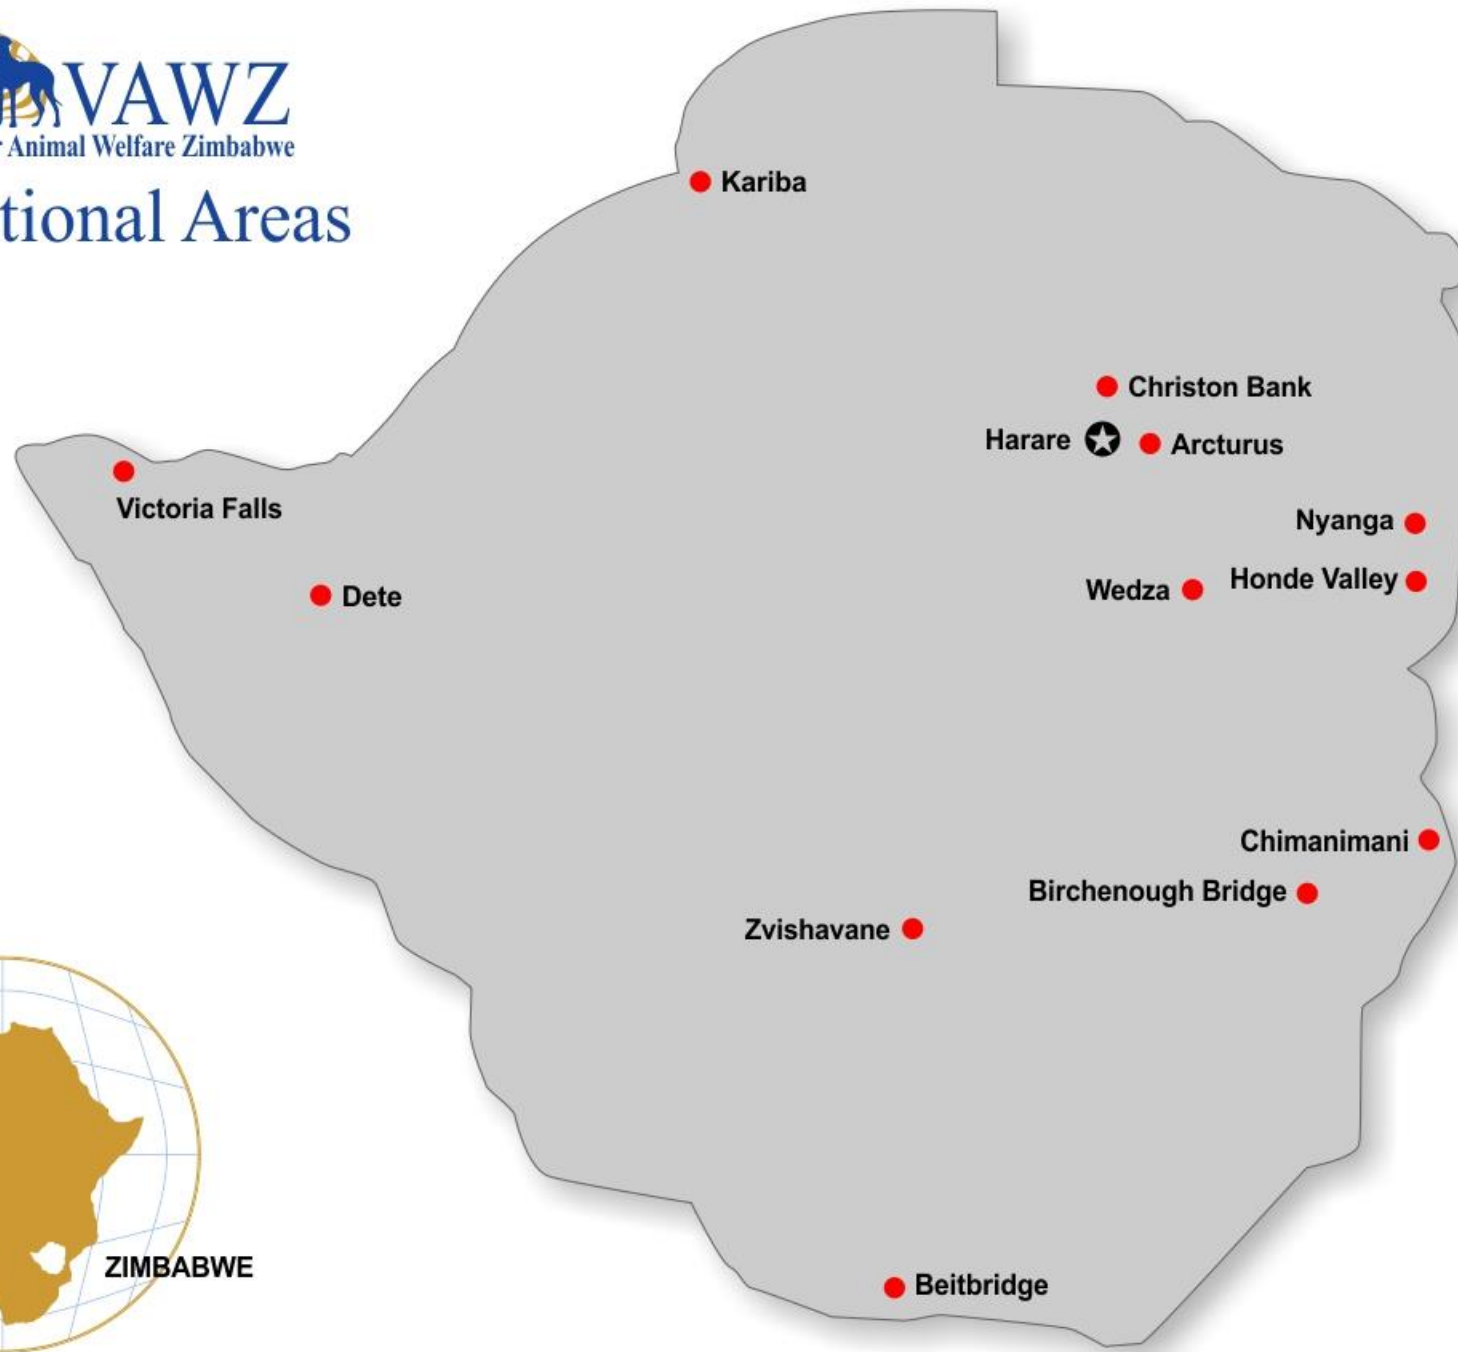 VAWZ
Animal Welfare Zimbabwe
tional Areas
Kariba
Christon Bank
Harare
Arcturus
Victoria Falls
Nyanga
Dete
Wedza
Honde Valley
Chimanimani
Birchenough Bridge
Zvishavane
ZIMBABWE
Beitbridge